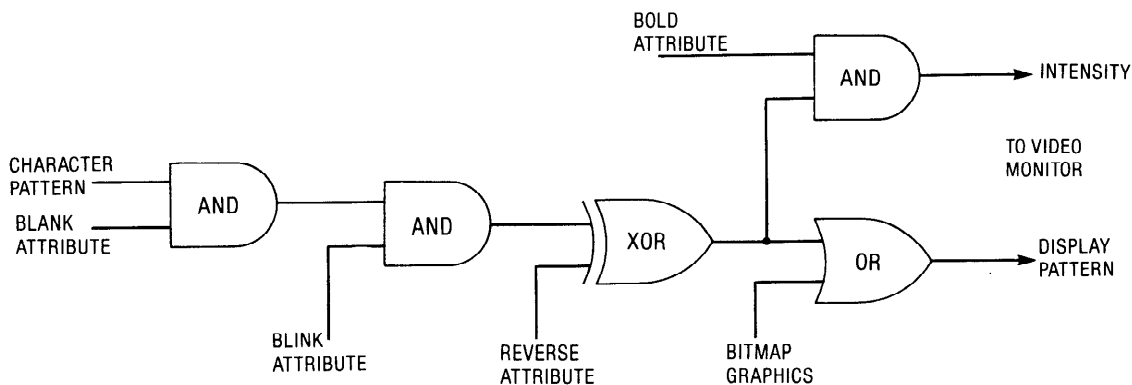 BOLD
ATTRIBUTE
AND
INTENSITY
TO VIDEO
MONITOR
CHARACTER
PATTERN
AND
BLANK
ATTRIBUTE
AND
XOR
OR
DISPLAY
PATTERN
BLINK
ATTRIBUTE
REVERSE
ATTRIBUTE
BITMAP
GRAPHICS